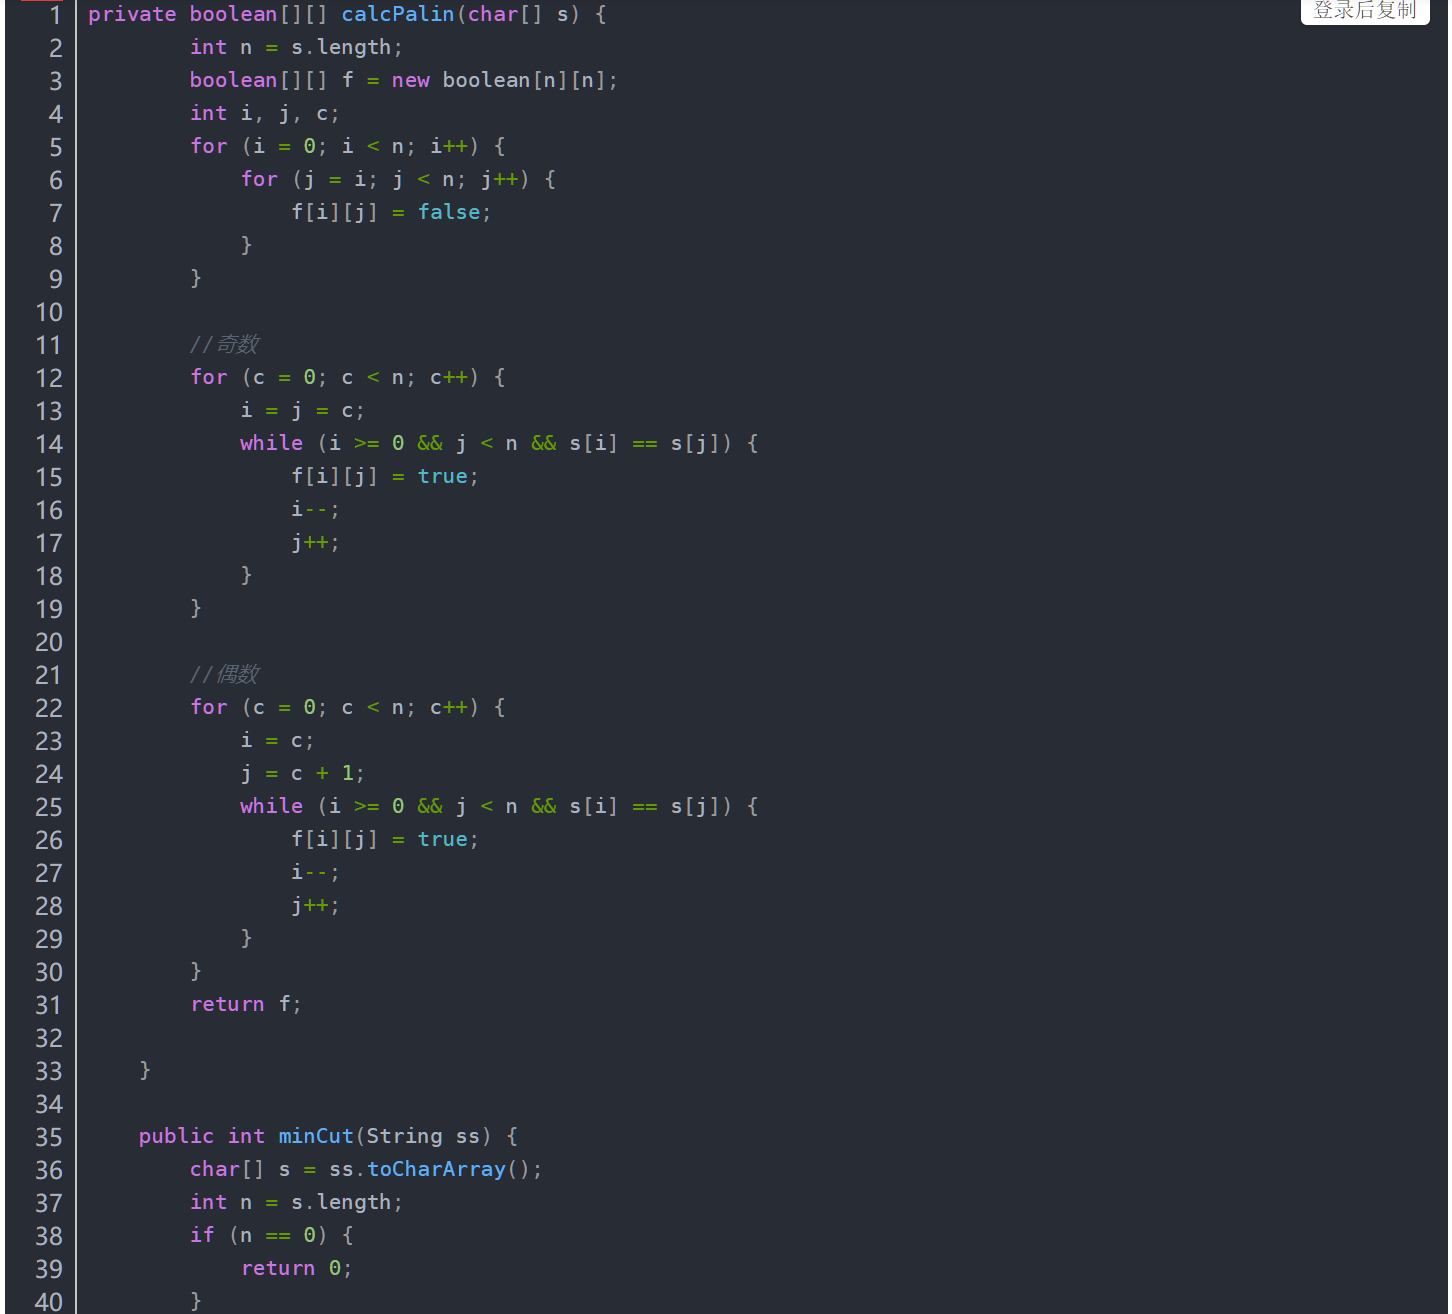 登录后复制
1 private boolean[][] calcPalin(char[] s) {
2         int n = s.length;
3         boolean[][] f = new boolean[n][n];
4         int i, j, c;
5         for (i = 0; i < n; i++) {
6             for (j = i; j < n; j++) {
7                 f[i][j] = false;
8             }
9         }
10
11         //奇数
12         for (c = 0; c < n; c++) {
13             i = j = c;
14             while (i >= 0 && j < n && s[i] == s[j]) {
15                 f[i][j] = true;
16                 i--;
17                 j++;
18             }
19         }
20
21         //偶数
22         for (c = 0; c < n; c++) {
23             i = c;
24             j = c + 1;
25             while (i >= 0 && j < n && s[i] == s[j]) {
26                 f[i][j] = true;
27                 i--;
28                 j++;
29             }
30         }
31         return f;
32
33     }
34
35     public int minCut(String ss) {
36         char[] s = ss.toCharArray();
37         int n = s.length;
38         if (n == 0) {
39             return 0;
40         }